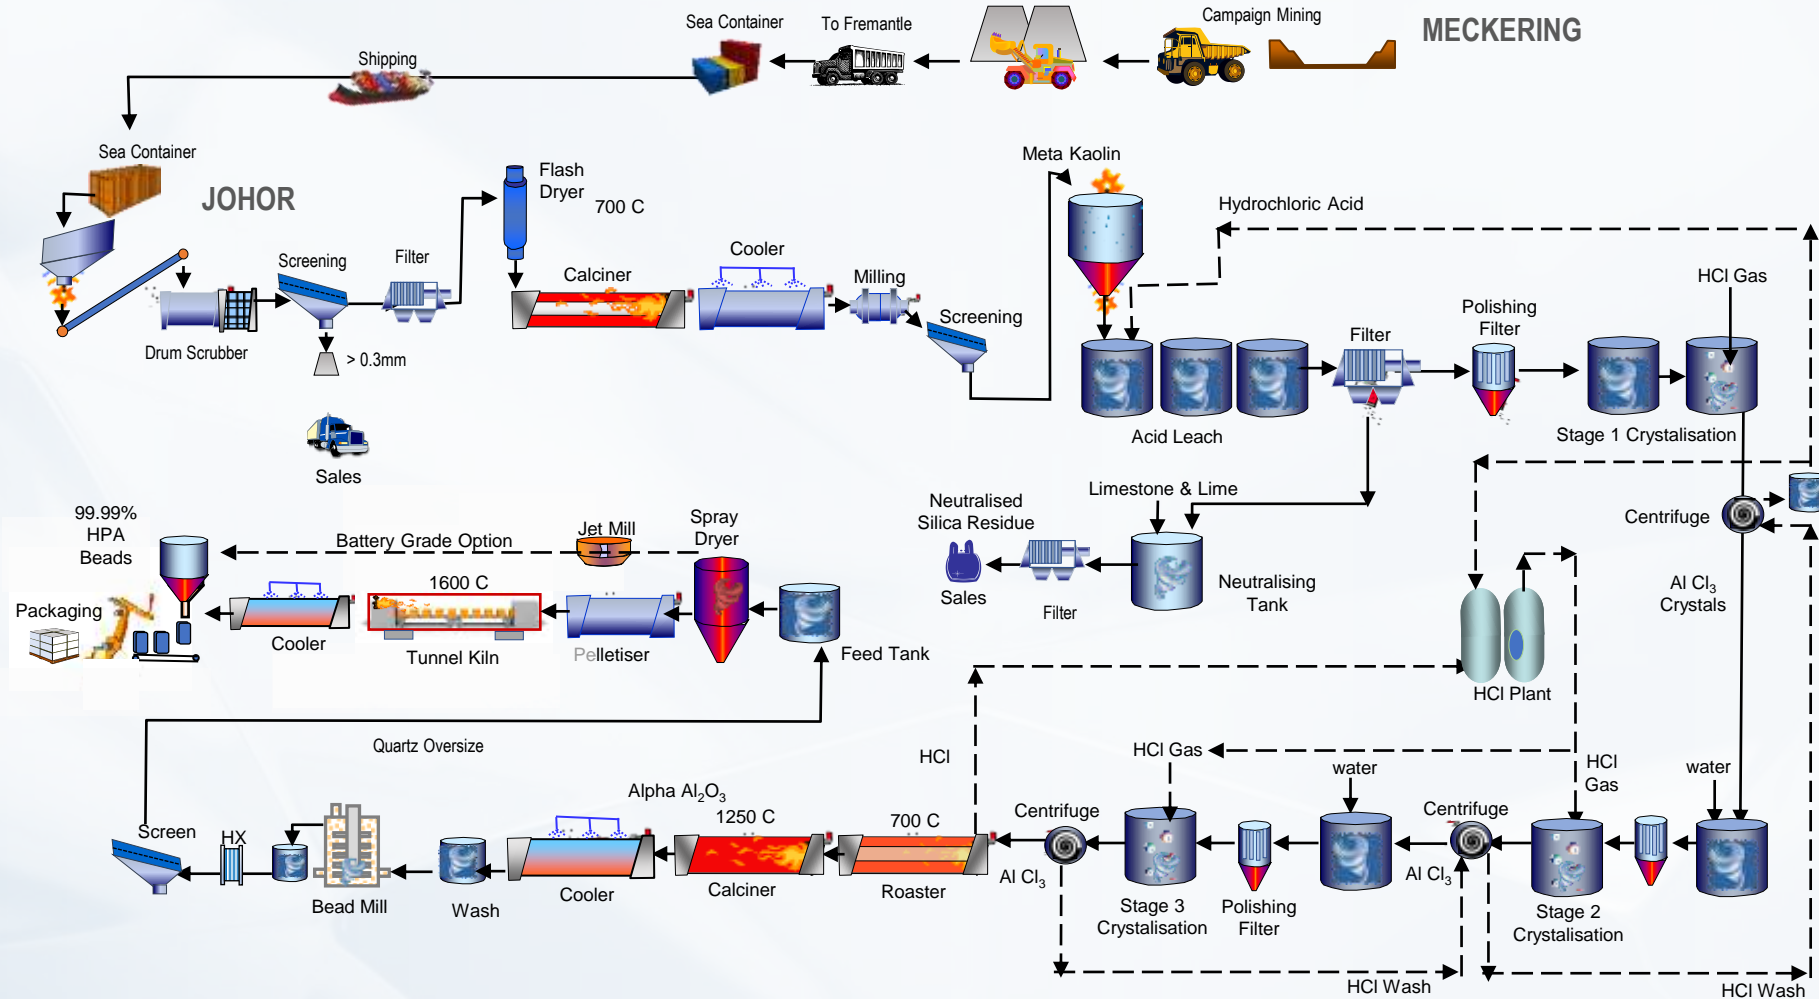 Campaign Mining
MECKERING
Sea Container
To Fremantle
Shipping
Sea Container
JOHOR
Flash
Dryer
700 C
Meta Kaolin
Hydrochloric Acid
Screening
Filter
Calciner
Cooler
Milling
Screening
HCl Gas
Polishing
Filter
Filter
Drum Scrubber
> 0.3mm
Acid Leach
Stage 1 Crystalisation
Sales
Limestone & Lime
Neutralised
Silica Residue
Centrifuge
99.99%
HPA
Beads
Battery Grade Option
Jet Mill
Spray
Dryer
1600 C
Sales
Filter
Neutralising
Tank
Al Cl3
Crystals
Packaging
Cooler
Tunnel Kiln
Pelletiser
Feed Tank
HCl Plant
Quartz Oversize
HCl
HCl Gas
water
HCl
Gas
water
Alpha Al2O3
1250 C
700 C
Centrifuge
Centrifuge
Screen
HX
Bead Mill
Wash
Cooler
Calciner
Roaster
Al Cl3
Stage 3
Crystalisation
Polishing
Filter
Al Cl3
Stage 2
Crystalisation
HCl Wash
HCl Wash